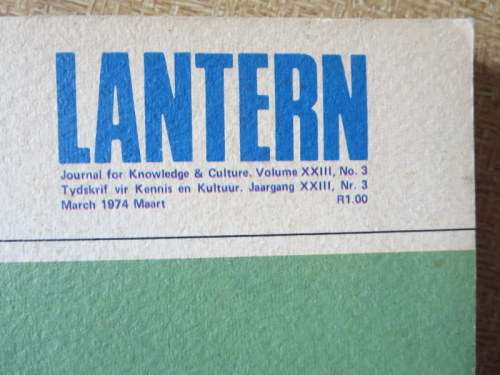 LANTERN
Journal for Knowledge & Culture. Volume XXIII, No. 3
Tydskrif vir Kennis en Kultuur. Jaargang XXIII, Nr. 3
March 1974 Maart R1.00